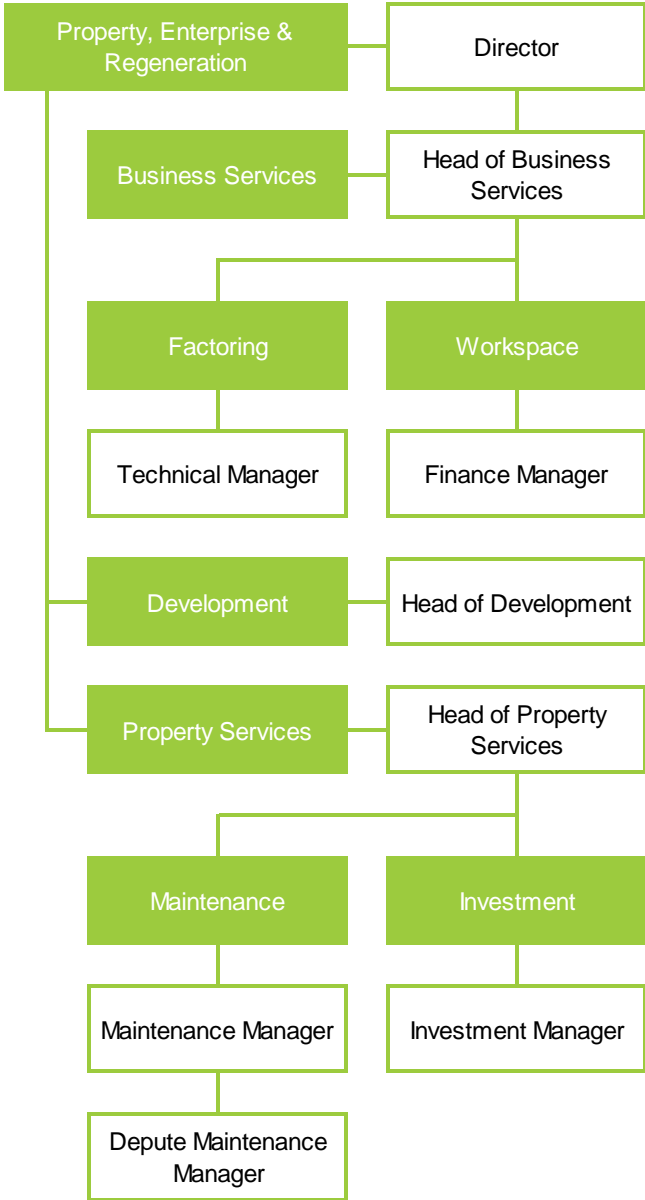 Property, Enterprise &
Regeneration
Director
Business Services
Head of Business
Services
Factoring
Workspace
Technical Manager
Finance Manager
Development
Head of Development
Property Services
Head of Property
Services
Maintenance
Investment
Maintenance Manager
Investment Manager
Depute Maintenance
Manager